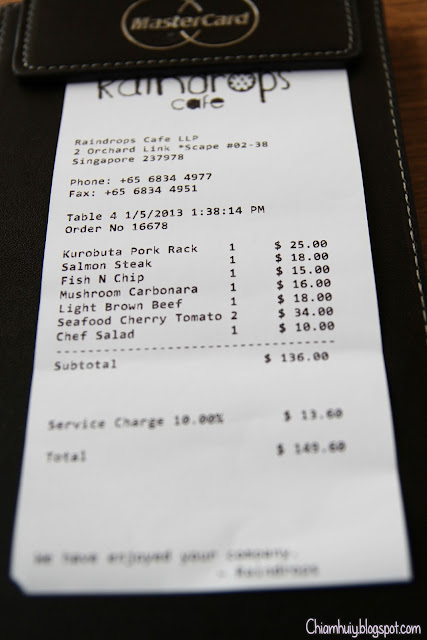 MasterCard
Raindrops
cafe
Raindrops Cafe LLP
2 Orchard Link *Scape #02-38
Singapore 237978
Phone: +65 6834 4977
Fax: +65 6834 4951
Table 4 1/5/2013 1:38:14 PM
Order No 16678
Kurobuta Pork Rack 1 $ 25.00
Salmon Steak 1 $ 18.00
Fish N Chip 1 $ 15.00
Mushroom Carbonara 1 $ 16.00
Light Brown Beef 1 $ 18.00
Seafood Cherry Tomato 2 $ 34.00
Chef Salad 1 $ 10.00
Subtotal $ 136.00
Service Charge 10.00% $ 13.60
Total $ 149.60
We have enjoyed your company.
- Raindrops
Chiamhuiy.blogspot.com